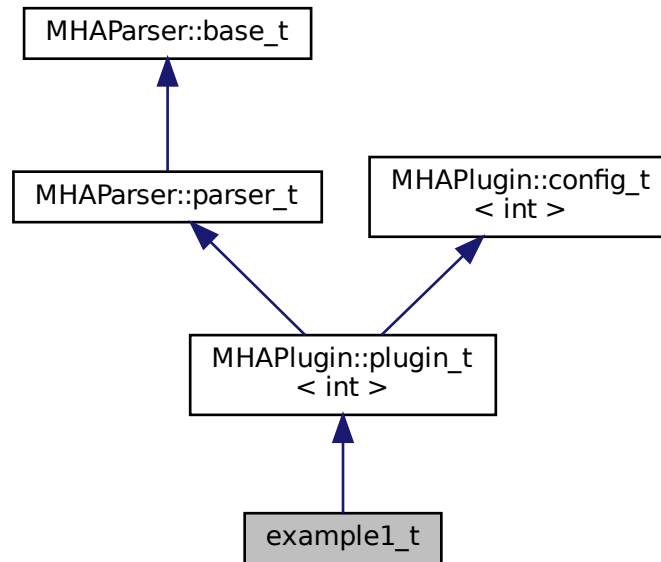 MHAParser::base_t
MHAParser::parser_t
MHAPlugin::config_t
< int >
MHAPlugin::plugin_t
< int >
example1_t